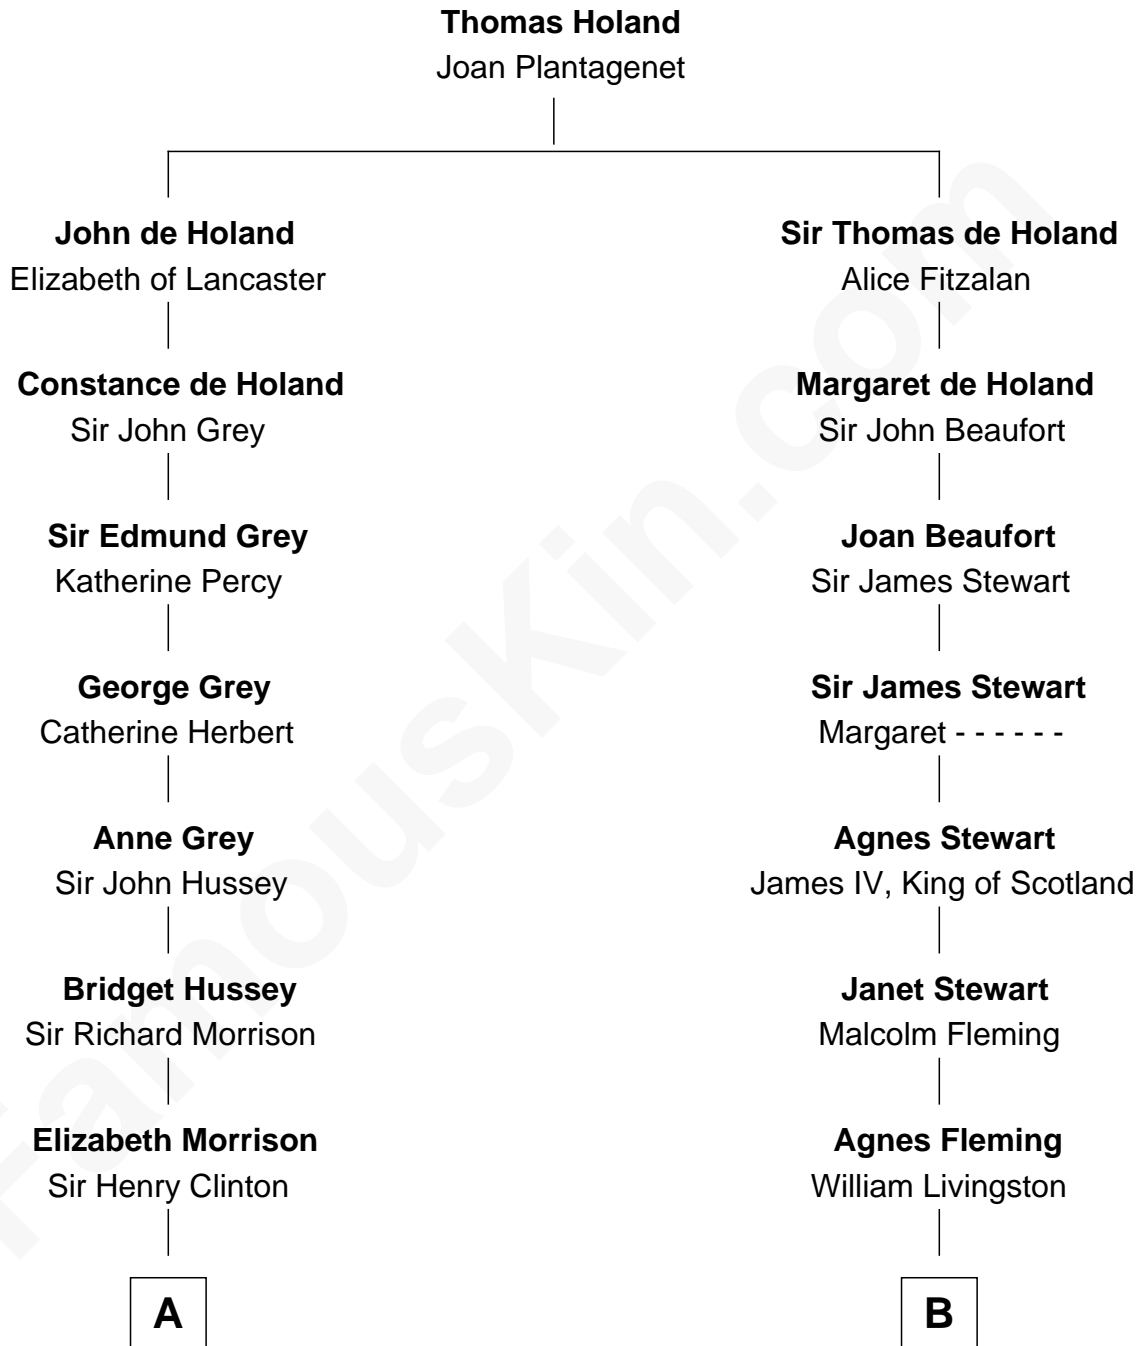 Thomas Holand
Joan Plantagenet
John de Holand
Elizabeth of Lancaster
Constance de Holand
Sir John Grey
Sir Edmund Grey
Katherine Percy
George Grey
Catherine Herbert
Anne Grey
Sir John Hussey
Bridget Hussey
Sir Richard Morrison
Elizabeth Morrison
Sir Henry Clinton
A
Sir Thomas de Holand
Alice Fitzalan
Margaret de Holand
Sir John Beaufort
Joan Beaufort
Sir James Stewart
Sir James Stewart
Margaret - - - - - -
Agnes Stewart
James IV, King of Scotland
Janet Stewart
Malcolm Fleming
Agnes Fleming
William Livingston
B
FamousKin.com